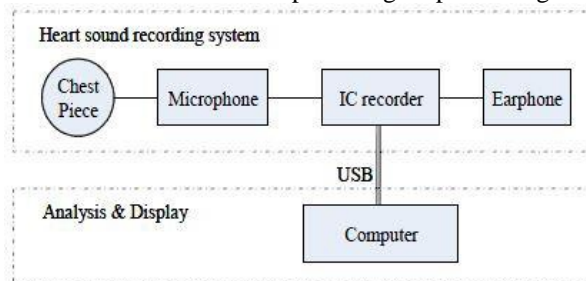 Heart sound recording system
Chest
Piece
Microphone
IC recorder
Earphone
USB
Analysis & Display
Computer